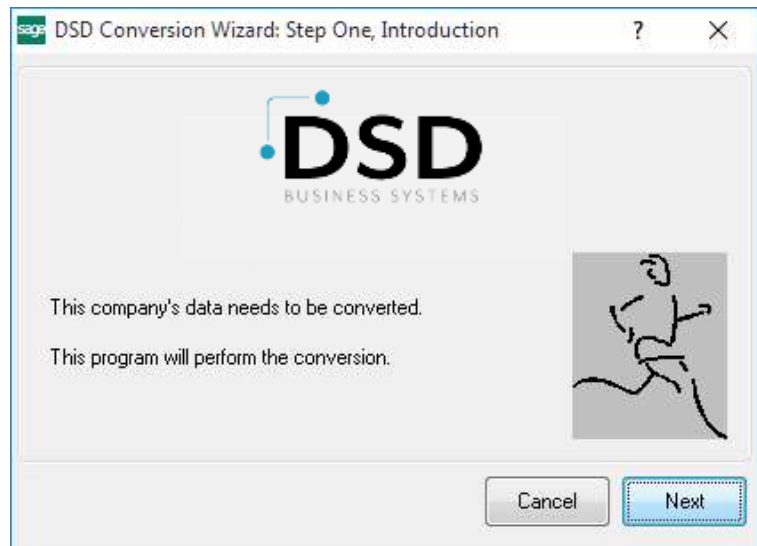 sage DSD Conversion Wizard: Step One, Introduction ? X
DSD
BUSINESS SYSTEMS
This company's data needs to be converted.
This program will perform the conversion.
Cancel Next